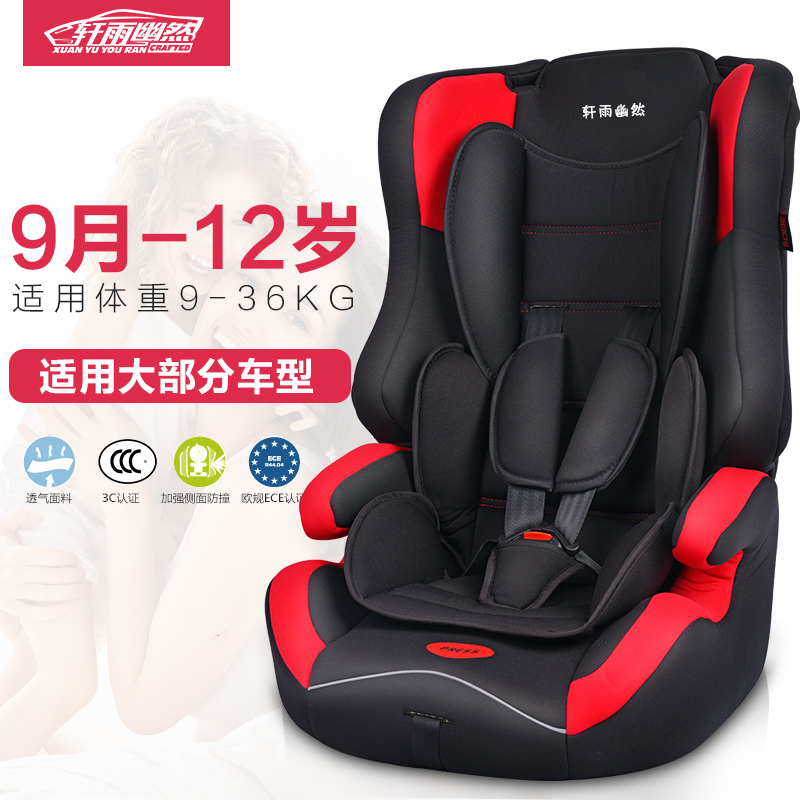 轩雨幽然
XUAN YU YOU RAN CRAFTED
轩雨幽然
9月-12岁
适用体重9-36KG
适用大部分车型
CCC
ECE
R44.04
透气面料
3C认证
加强侧面防撞
欧规ECE认证
PRESS